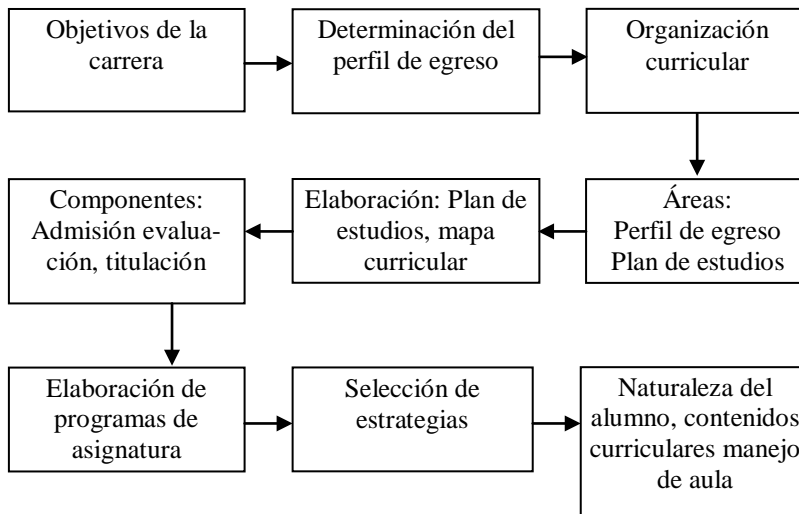 Objetivos de la
carrera
Determinación del
perfil de egreso
Organización
curricular
Áreas:
Perfil de egreso
Plan de estudios
Elaboración: Plan de
estudios, mapa
curricular
Componentes:
Admisión evalua-
ción, titulación
Elaboración de
programas de
asignatura
Selección de
estrategias
Naturaleza del
alumno, contenidos
curriculares manejo
de aula